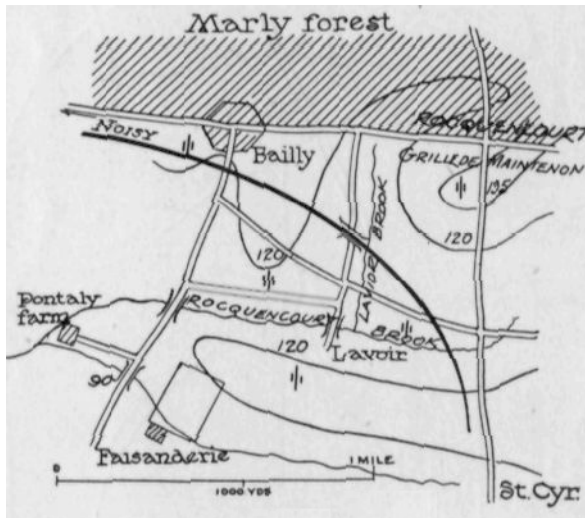 Marly forest
NOISY
ROCQUENCOURT
Bailly
GRILLE DE MAINTENON
135
120
120
LAVIOR BROOK
Pontaly
farm
ROCQUENCOURT BROOK
120
Lavoir
90
Faisanderie
0
1 MILE
1000 YDS
St. Cyr.